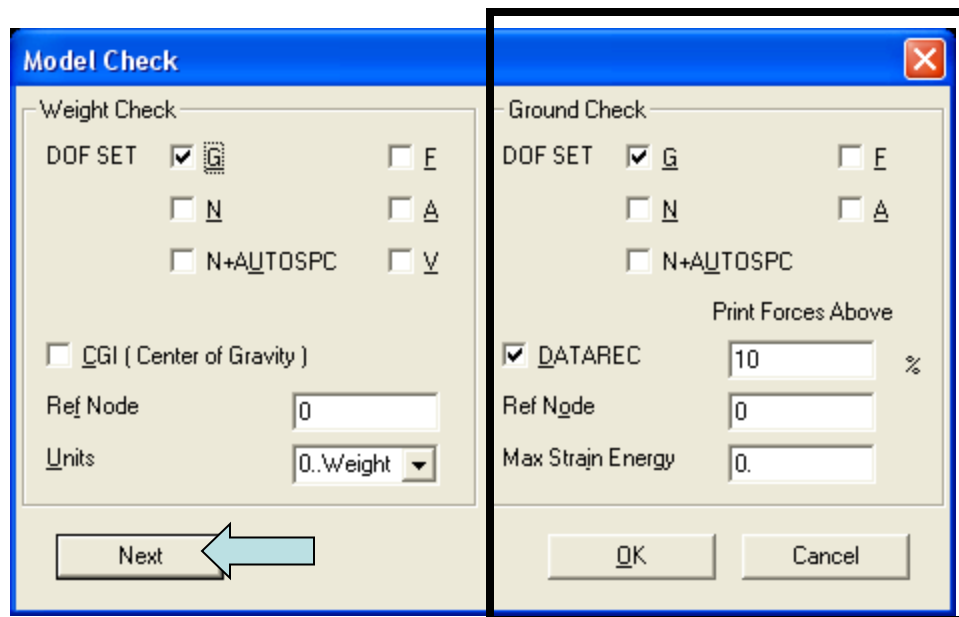 Model Check
Weight Check
DOF SET G F
N A
N+AUTOSPC V
CGI ( Center of Gravity )
Ref Node 0
Units 0..Weight
Next
Ground Check
DOF SET G F
N A
N+AUTOSPC
Print Forces Above
DATAREC 10 %
Ref Node 0
Max Strain Energy 0.
OK Cancel